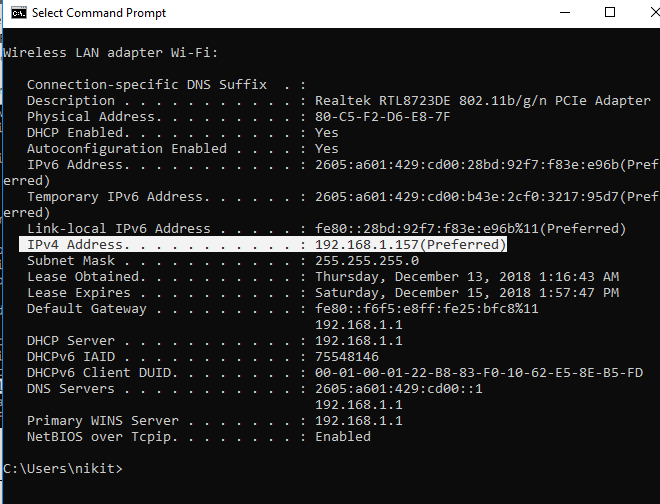 Select Command Prompt
Wireless LAN adapter Wi-Fi:
Connection-specific DNS Suffix  . :
Description . . . . . . . . . . . : Realtek RTL8723DE 802.11b/g/n PCIe Adapter
Physical Address. . . . . . . . . : 80-C5-F2-D6-E8-7F
DHCP Enabled. . . . . . . . . . . : Yes
Autoconfiguration Enabled . . . . : Yes
IPv6 Address. . . . . . . . . . . : 2605:a601:429:cd00:28bd:92f7:f83e:e96b(Pref
erred)
Temporary IPv6 Address. . . . . . : 2605:a601:429:cd00:b43e:2cf0:3217:95d7(Pref
erred)
Link-local IPv6 Address . . . . . : fe80::28bd:92f7:f83e:e96b%11(Preferred)
IPv4 Address. . . . . . . . . . . : 192.168.1.157(Preferred)
Subnet Mask . . . . . . . . . . . : 255.255.255.0
Lease Obtained. . . . . . . . . . : Thursday, December 13, 2018 1:16:43 AM
Lease Expires . . . . . . . . . . : Saturday, December 15, 2018 1:57:47 PM
Default Gateway . . . . . . . . . : fe80::f6f5:e8ff:fe25:bfc8%11
192.168.1.1
DHCP Server . . . . . . . . . . . : 192.168.1.1
DHCPv6 IAID . . . . . . . . . . . : 75548146
DHCPv6 Client DUID. . . . . . . . : 00-01-00-01-22-B8-83-F0-10-62-E5-8E-B5-FD
DNS Servers . . . . . . . . . . . : 2605:a601:429:cd00::1
192.168.1.1
Primary WINS Server . . . . . . . : 192.168.1.1
NetBIOS over Tcpip. . . . . . . . : Enabled
C:\Users\nikit>